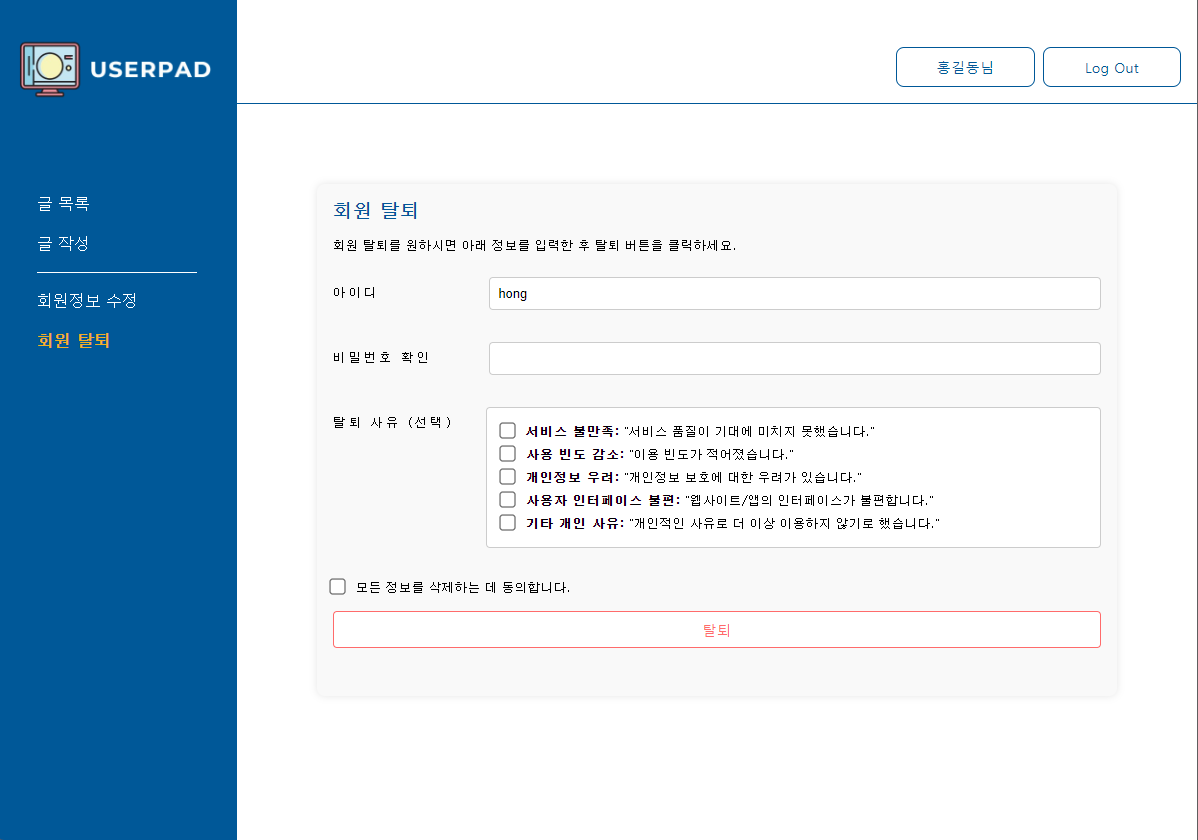 USERPAD
홍길동님
Log Out
글 목록
글 작성
회원정보 수정
회원 탈퇴
회원 탈퇴
회원 탈퇴를 원하시면 아래 정보를 입력한 후 탈퇴 버튼을 클릭하세요.
아이디
hong
비밀번호 확인
탈퇴 사유 (선택)
서비스 불만족: "서비스 품질이 기대에 미치지 못했습니다."
사용 빈도 감소: "이용 빈도가 적어졌습니다."
개인정보 우려: "개인정보 보호에 대한 우려가 있습니다."
사용자 인터페이스 불편: "웹사이트/앱의 인터페이스가 불편합니다."
기타 개인 사유: "개인적인 사유로 더 이상 이용하지 않기로 했습니다."
모든 정보를 삭제하는 데 동의합니다.
탈퇴